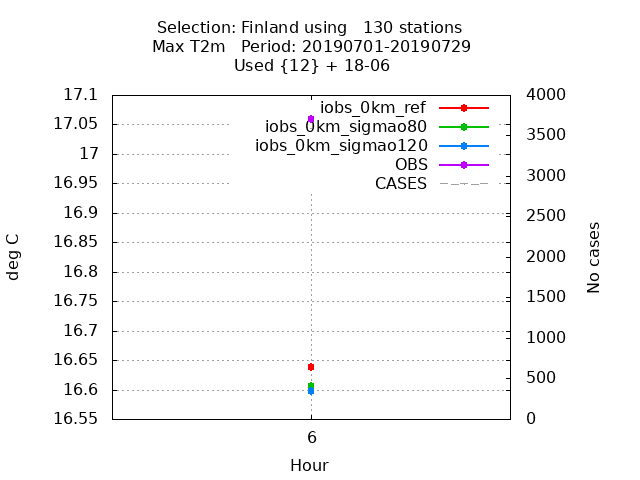 Selection: Finland using   130 stations
Max T2m   Period: 20190701-20190729
Used {12} + 18-06
iobs_0km_ref
iobs_0km_sigmao80
iobs_0km_sigmao120
OBS
CASES
17.1
17.05
17
16.95
16.9
16.85
16.8
16.75
16.7
16.65
16.6
16.55
deg C
4000
3500
3000
2500
2000
1500
1000
500
0
No cases
6
Hour